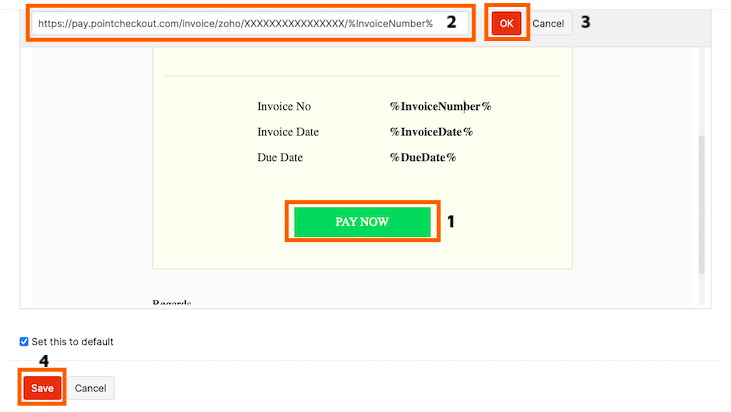 https://pay.pointcheckout.com/invoice/zoho/XXXXXXXXXXXXXXXX/%InvoiceNumber% 2 OK Cancel 3
Invoice No %InvoiceNumber%
Invoice Date %InvoiceDate%
Due Date %DueDate%
PAY NOW 1
Regards
Set this to default
4
Save Cancel